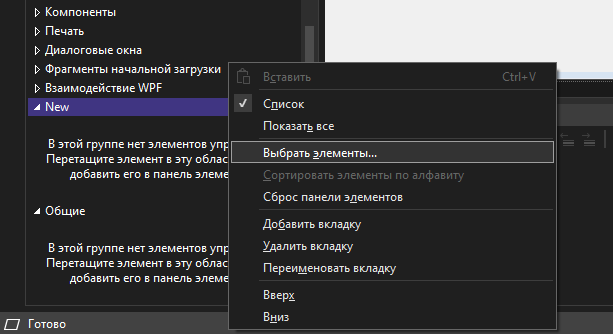 Компоненты
Печать
Диалоговые окна
Фрагменты начальной загрузки
Взаимодействие WPF
New
В этой группе нет элементов упр
Перетащите элемент в эту облас
добавить его в панель элеме
Общие
В этой группе нет элементов упр
Перетащите элемент в эту облас
добавить его в панель элеме
Готово
Вставить Ctrl+V
Список
Показать все
Выбрать элементы...
Сортировать элементы по алфавиту
Сброс панели элементов
Добавить вкладку
Удалить вкладку
Переименовать вкладку
Вверх
Вниз